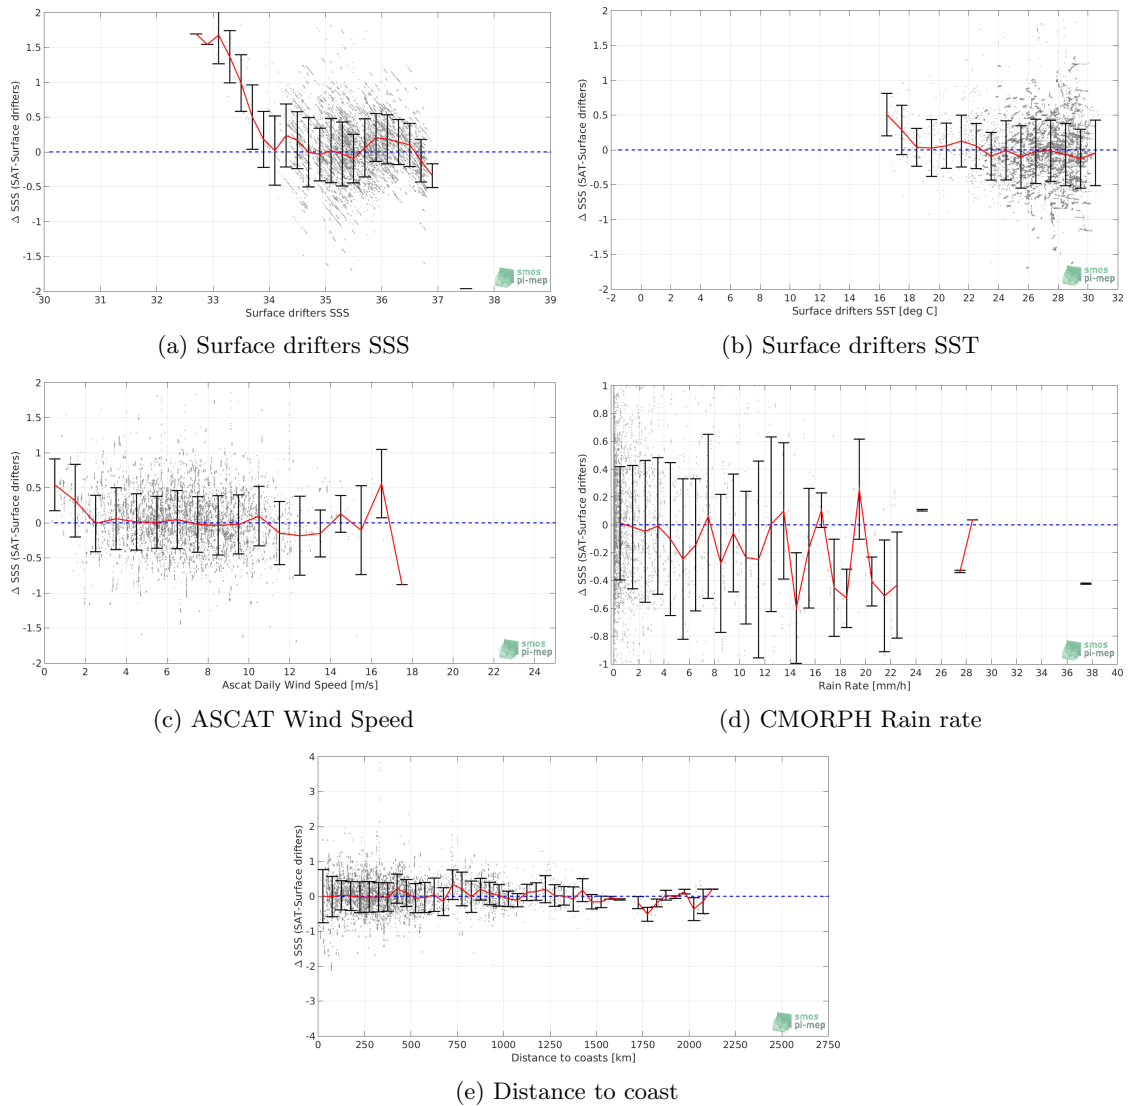 2
1.5
1
0.5
0
-0.5
-1
-1.5
-2
Δ SSS (SAT-Surface drifters)
30 31 32 33 34 35 36 37 38 39
Surface drifters SSS
smos
pi-mep
(a) Surface drifters SSS
2
1.5
1
0.5
0
-0.5
-1
-1.5
-2
Δ SSS (SAT-Surface drifters)
-2 0 2 4 6 8 10 12 14 16 18 20 22 24 26 28 30 32
Surface drifters SST [deg C]
smos
pi-mep
(b) Surface drifters SST
2
1.5
1
0.5
0
-0.5
-1
-1.5
-2
Δ SSS (SAT-Surface drifters)
0 2 4 6 8 10 12 14 16 18 20 22 24
Ascat Daily Wind Speed [m/s]
smos
pi-mep
(c) ASCAT Wind Speed
1
0.8
0.6
0.4
0.2
0
-0.2
-0.4
-0.6
-0.8
-1
Δ SSS (SAT-Surface drifters)
0 2 4 6 8 10 12 14 16 18 20 22 24 26 28 30 32 34 36 38 40
Rain Rate [mm/h]
smos
pi-mep
(d) CMORPH Rain rate
4
3
2
1
0
-1
-2
-3
-4
Δ SSS (SAT-Surface drifters)
0 250 500 750 1000 1250 1500 1750 2000 2250 2500 2750
Distance to coasts [km]
smos
pi-mep
(e) Distance to coast